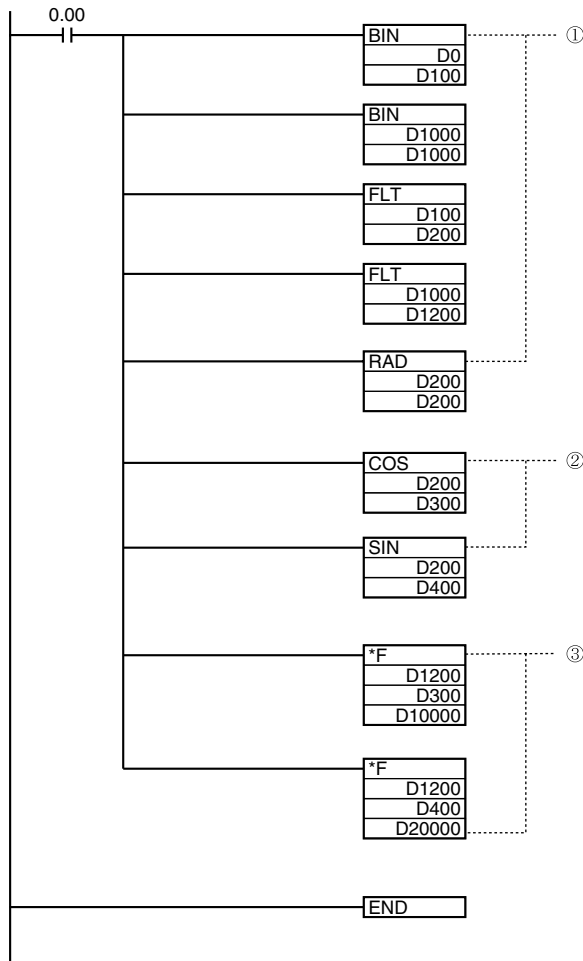 0.00
BIN ①
D0
D100
BIN
D1000
D1000
FLT
D100
D200
FLT
D1000
D1200
RAD
D200
D200
COS ②
D200
D300
SIN
D200
D400
*F ③
D1200
D300
D10000
*F
D1200
D400
D20000
END